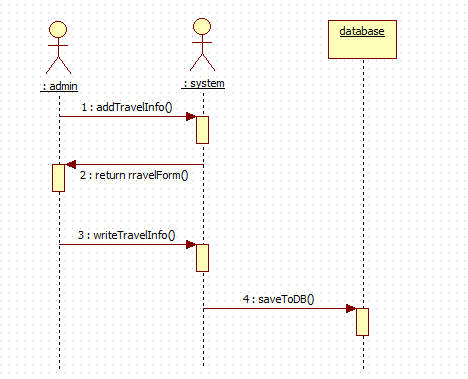 database
: admin
: system
1 : addTravelInfo()
2 : return rravelForm()
3 : writeTravelInfo()
4 : saveToDB()